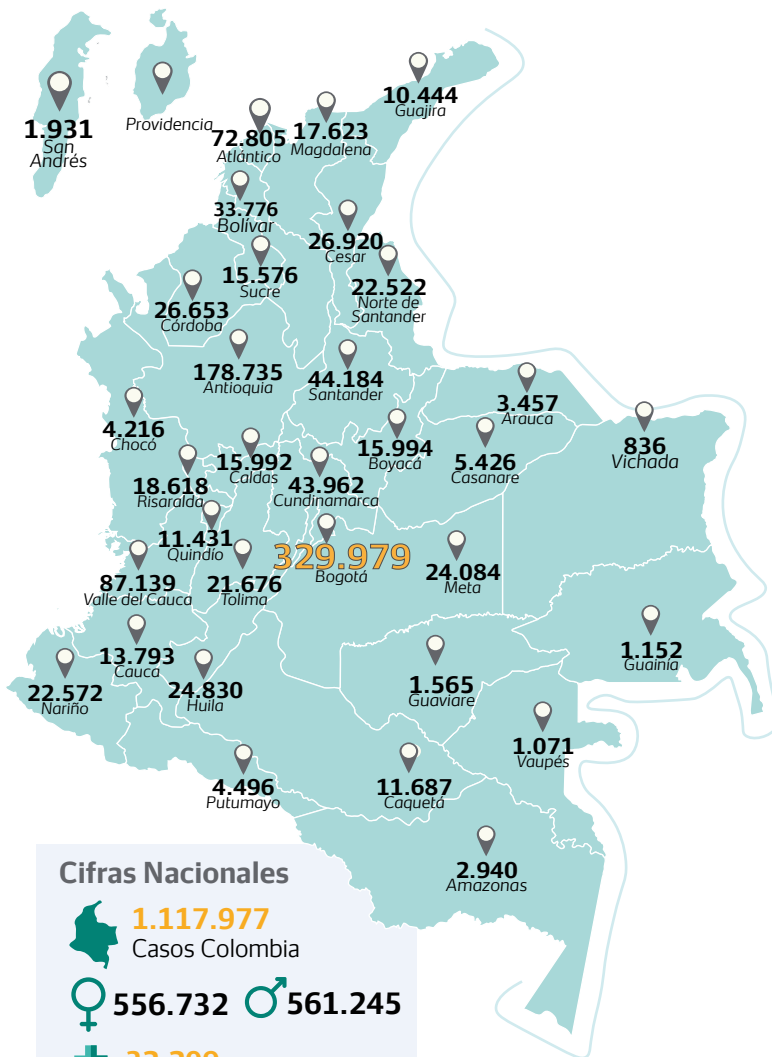 10.444
Guajira
1.931
San
Andrés
Providencia
72.805
Atlántico
17.623
Magdalena
33.776
Bolívar
26.920
Cesar
15.576
Sucre
22.522
Norte de
Santander
26.653
Córdoba
178.735
Antioquia
44.184
Santander
3.457
Arauca
4.216
Chocó
15.994
Boyacá
836
Vichada
15.992
Caldas
5.426
Casanare
18.618
Risaralda
43.962
Cundinamarca
11.431
Quindío
329.979
Bogotá
87.139
Valle del Cauca
21.676
Tolima
24.084
Meta
13.793
Cauca
1.152
Guainía
22.572
Nariño
24.830
Huila
1.565
Guaviare
1.071
Vaupés
4.496
Putumayo
11.687
Caquetá
2.940
Amazonas
Cifras Nacionales
1.117.977
Casos Colombia
556.732 561.245